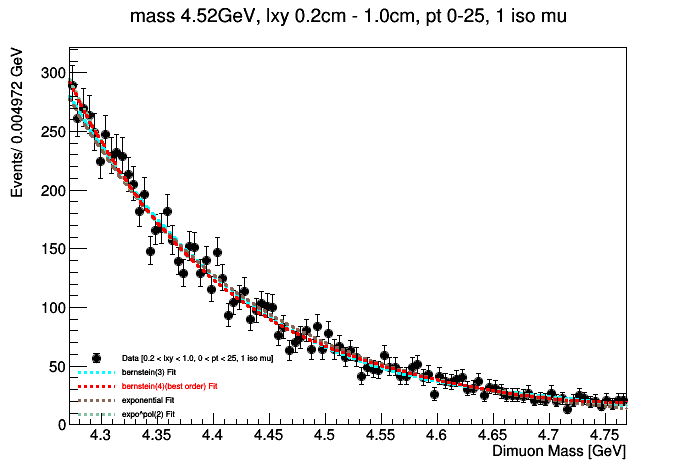 mass 4.52GeV, lxy 0.2cm - 1.0cm, pt 0-25, 1 iso mu
Events/ 0.004972 GeV
300
250
200
150
100
50
0
Data [0.2 < lxy < 1.0, 0 < pt < 25, 1 iso mu]
bernstein(3) Fit
bernstein(4)(best order) Fit
exponential Fit
expo*pol(2) Fit
4.3 4.35 4.4 4.45 4.5 4.55 4.6 4.65 4.7 4.75
Dimuon Mass [GeV]